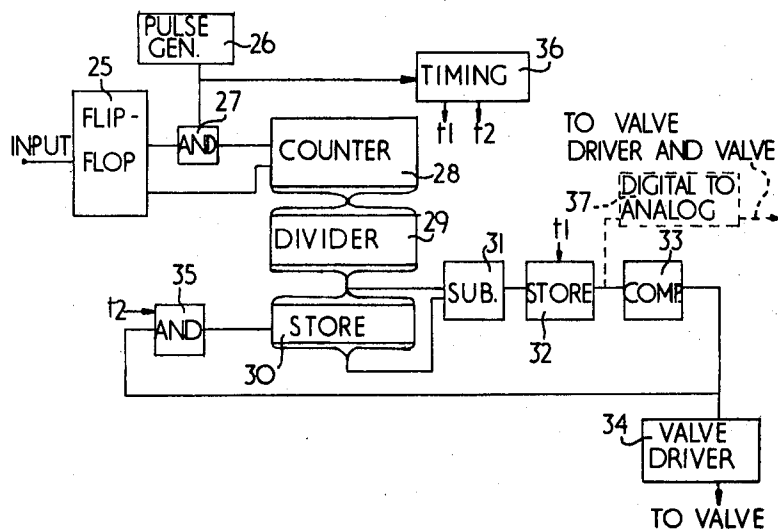 PULSE
GEN.
26
25
27
FLIP-
FLOP
INPUT
AND
COUNTER
28
TIMING
36
t1
t2
TO VALVE
DRIVER AND VALVE
37
DIGITAL TO
ANALOG
DIVIDER
29
31
t1
33
SUB.
STORE
COMP.
32
t2
35
AND
STORE
30
34
VALVE
DRIVER
TO VALVE